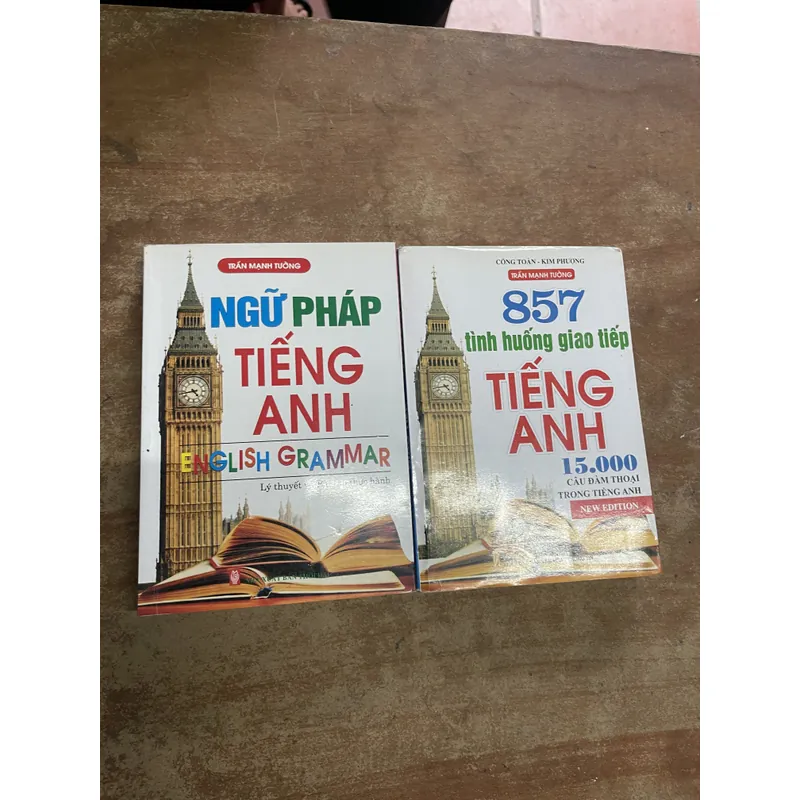 TRẦN MẠNH TƯỜNG
NGỮ PHÁP
TIẾNG
ANH
ENGLISH GRAMMAR
Lý thuyết hành
CÔNG TOÀN - KIM PHƯỢNG
TRẦN MẠNH TƯỜNG
857
tình huống giao tiếp
TIẾNG
ANH
15.000
CÂU ĐÀM THOẠI
TRONG TIẾNG ANH
NEW EDITION